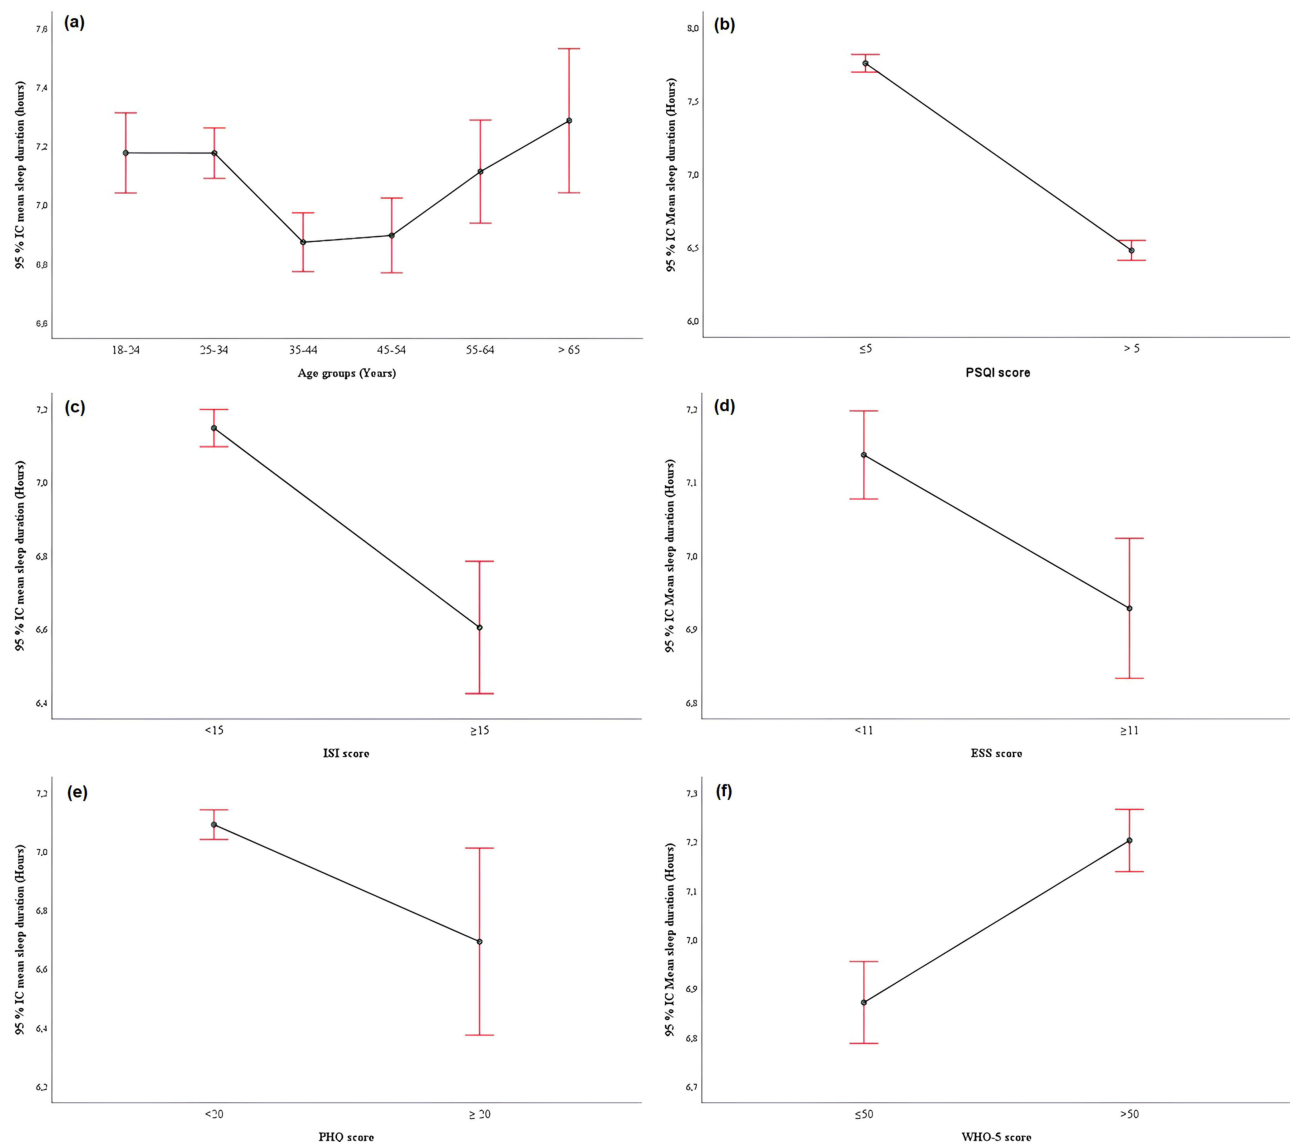 (a)
95 % IC mean sleep duration (hours)
7,6
7,4
7,2
7,0
6,8
6,6
18-24
25-34
35-44
45-54
55-64
> 65
Age groups (Years)
(b)
95 % IC Mean sleep duration (Hours)
8,0
7,5
7,0
6,5
6,0
≤5
> 5
PSQI score
(c)
95 % IC mean sleep duration (Hours)
7,2
7,0
6,8
6,6
6,4
<15
≥15
ISI score
(d)
95 % IC Mean sleep duration (Hours)
7,2
7,1
7,0
6,9
6,8
<11
≥11
ESS score
(e)
95 % IC mean sleep duration (Hours)
7,2
7,0
6,8
6,6
6,4
6,2
<20
≥ 20
PHQ score
(f)
95 % IC Mean sleep duration (Hours)
7,3
7,2
7,1
7,0
6,9
6,8
6,7
≤50
>50
WHO-5 score